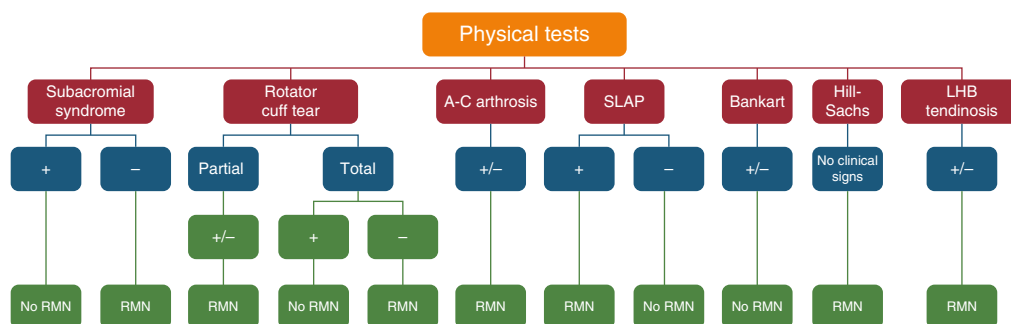 Physical tests
Subacromial
syndrome
Rotator
cuff tear
A-C arthrosis
SLAP
Bankart
Hill-
Sachs
LHB
tendinosis
+
–
Partial
Total
+/–
+
–
+/–
No clinical
signs
+/–
+/–
+
–
No RMN
RMN
RMN
No RMN
RMN
RMN
RMN
No RMN
No RMN
RMN
RMN